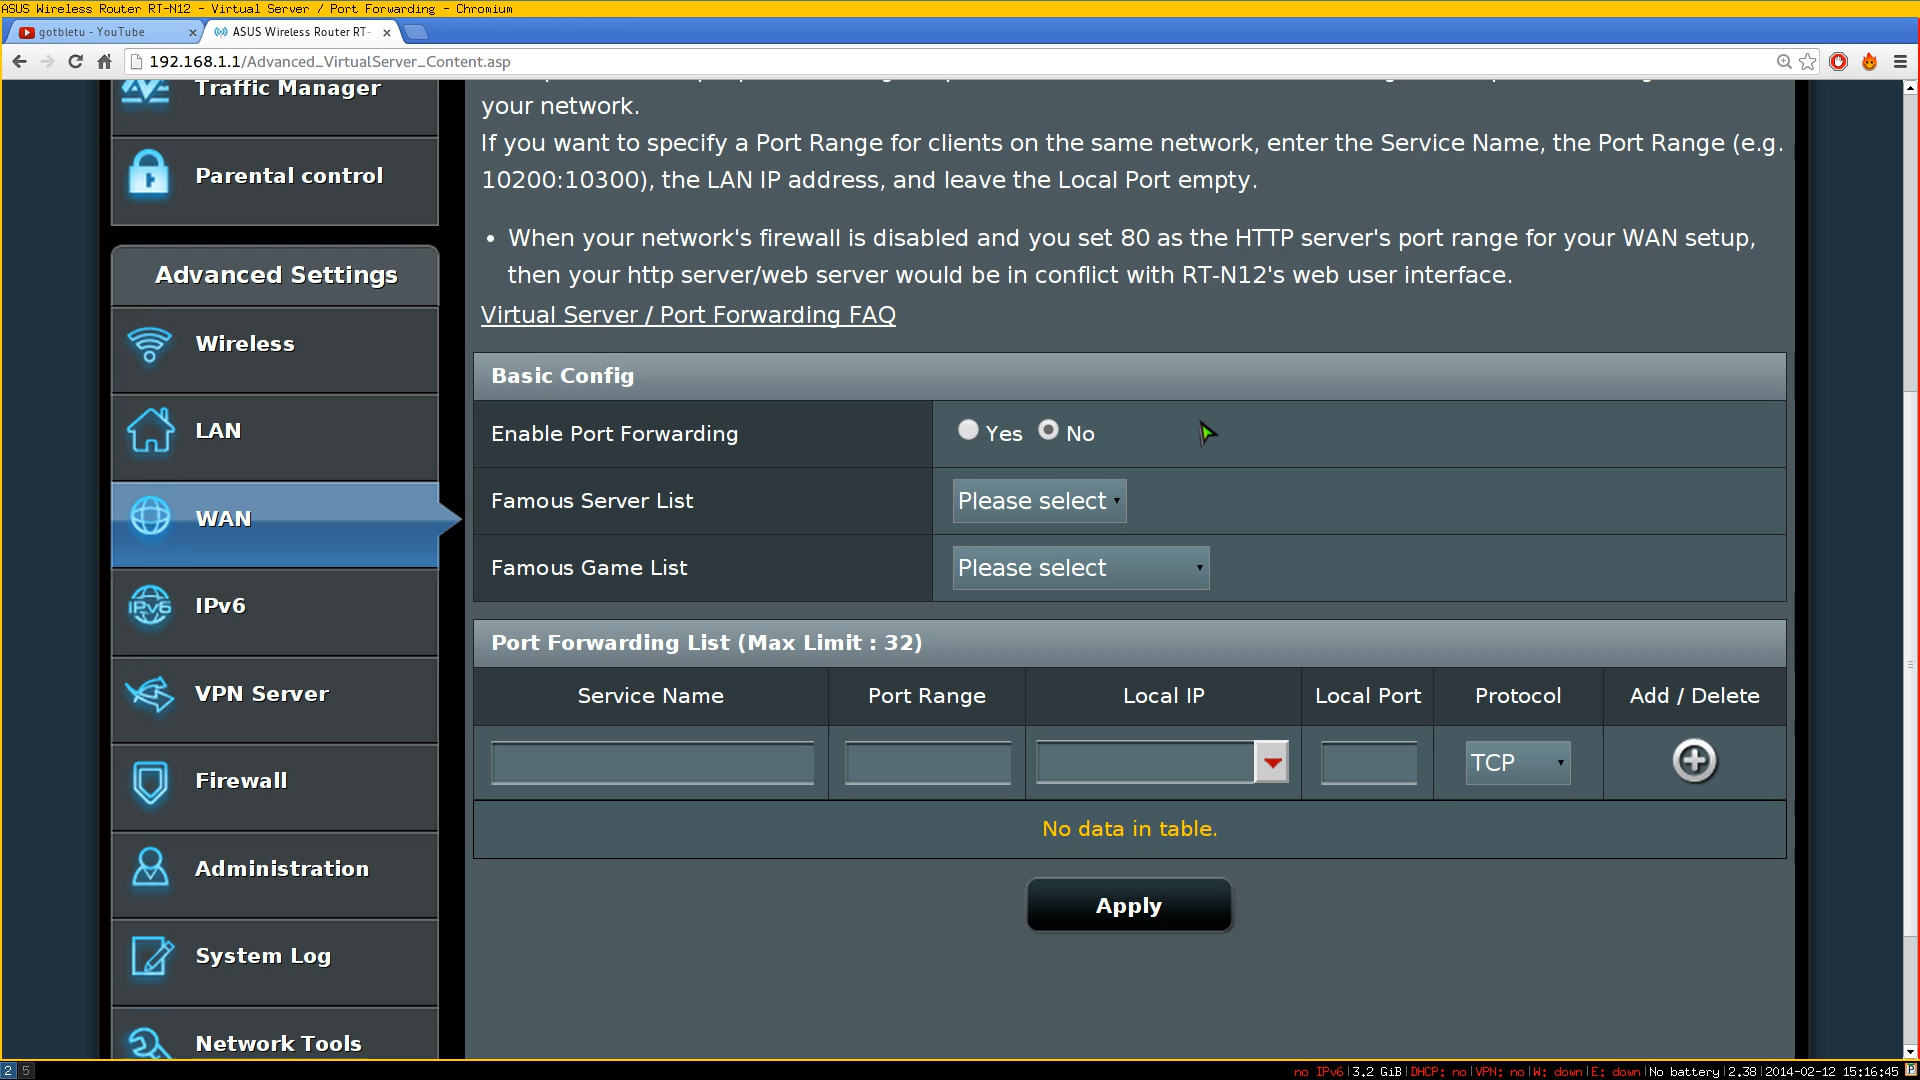 ASUS Wireless Router RT-N12 - Virtual Server / Port Forwarding - Chromium
gotbletu - YouTube
ASUS Wireless Router RT-
192.168.1.1/Advanced_VirtualServer_Content.asp
Traffic Manager
Parental control
Advanced Settings
Wireless
LAN
WAN
IPv6
VPN Server
Firewall
Administration
System Log
Network Tools
your network.
If you want to specify a Port Range for clients on the same network, enter the Service Name, the Port Range (e.g.
10200:10300), the LAN IP address, and leave the Local Port empty.
• When your network's firewall is disabled and you set 80 as the HTTP server's port range for your WAN setup,
then your http server/web server would be in conflict with RT-N12's web user interface.
Virtual Server / Port Forwarding FAQ
Basic Config
Enable Port Forwarding Yes No
Famous Server List Please select
Famous Game List Please select
Port Forwarding List (Max Limit : 32)
Service Name Port Range Local IP Local Port Protocol Add / Delete
TCP
No data in table.
Apply
2 5
no IPv6|3.2 GiB|DHCP: no|VPN: no|W: down|E: down|No battery|2.38|2014-02-12 15:16:45